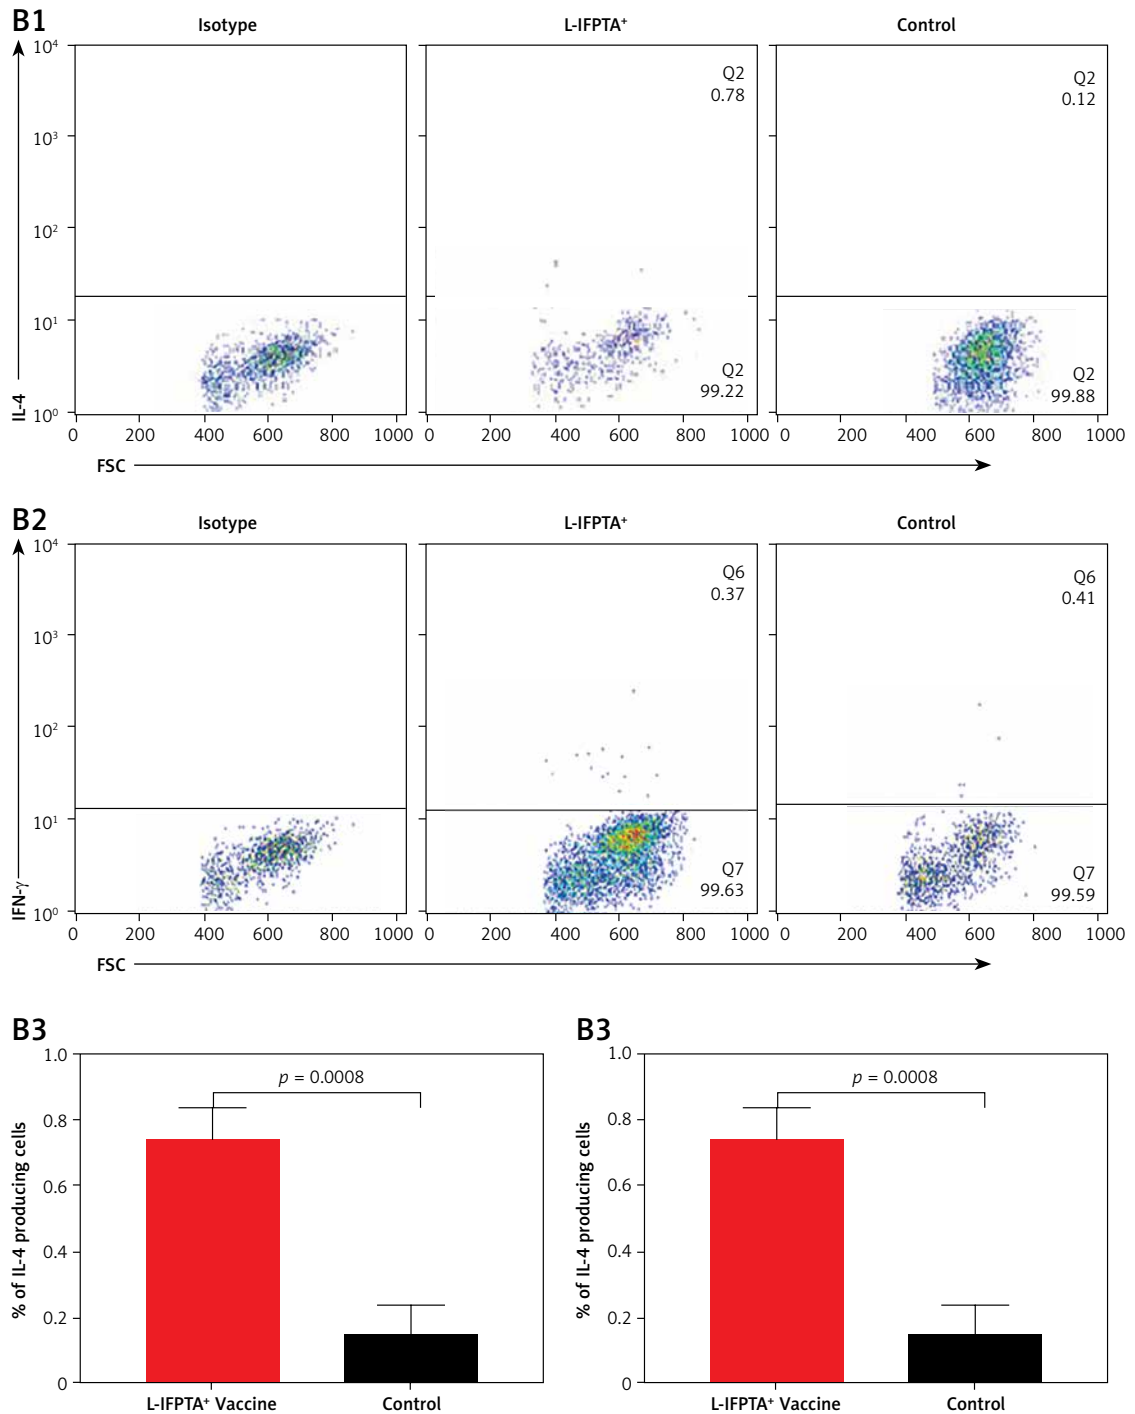 B1
Isotype
L-IFPTA⁺
Control
IL-4
10⁴
10³
10²
10¹
10⁰
Q2
0.78
Q2
0.12
Q2
99.22
Q2
99.88
0 200 400 600 800 1000
0 200 400 600 800 1000
0 200 400 600 800 1000
FSC
B2
Isotype
L-IFPTA⁺
Control
IFN-γ
10⁴
10³
10²
10¹
10⁰
Q6
0.37
Q6
0.41
Q7
99.63
Q7
99.59
0 200 400 600 800 1000
0 200 400 600 800 1000
0 200 400 600 800 1000
FSC
B3
% of IL-4 producing cells
1.0
0.8
0.6
0.4
0.2
0
p = 0.0008
L-IFPTA⁺ Vaccine
Control
B3
% of IL-4 producing cells
1.0
0.8
0.6
0.4
0.2
0
p = 0.0008
L-IFPTA⁺ Vaccine
Control